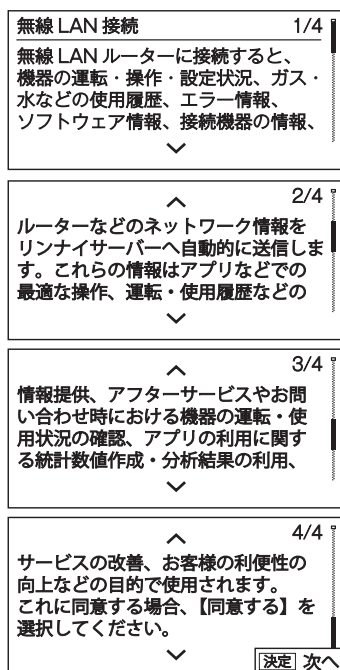 無線 LAN 接続 1/4
無線 LAN ルーターに接続すると、
機器の運転・操作・設定状況、ガス・
水などの使用履歴、エラー情報、
ソフトウェア情報、接続機器の情報、
2/4
ルーターなどのネットワーク情報を
リンナイサーバーへ自動的に送信しま
す。これらの情報はアプリなどでの
最適な操作、運転・使用履歴などの
3/4
情報提供、アフターサービスやお問
い合わせ時における機器の運転・使
用状況の確認、アプリの利用に関す
る統計数値作成・分析結果の利用、
4/4
サービスの改善、お客様の利便性の
向上などの目的で使用されます。
これに同意する場合、【同意する】を
選択してください。
決定 次へ